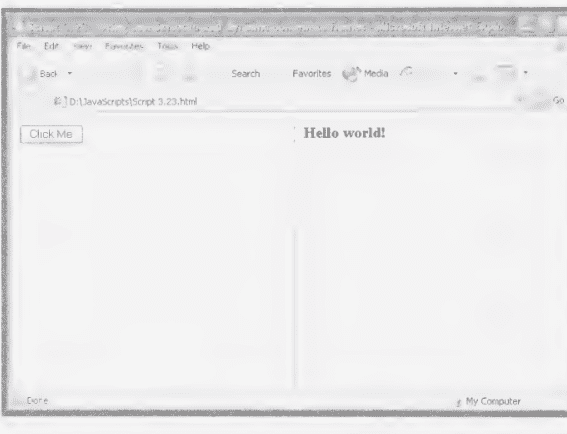 File Edit View Favorites Tools Help
Back Search Favorites Media
D:\JavaScripts\Script 3.23.html Go
Click Me Hello world!
Done My Computer